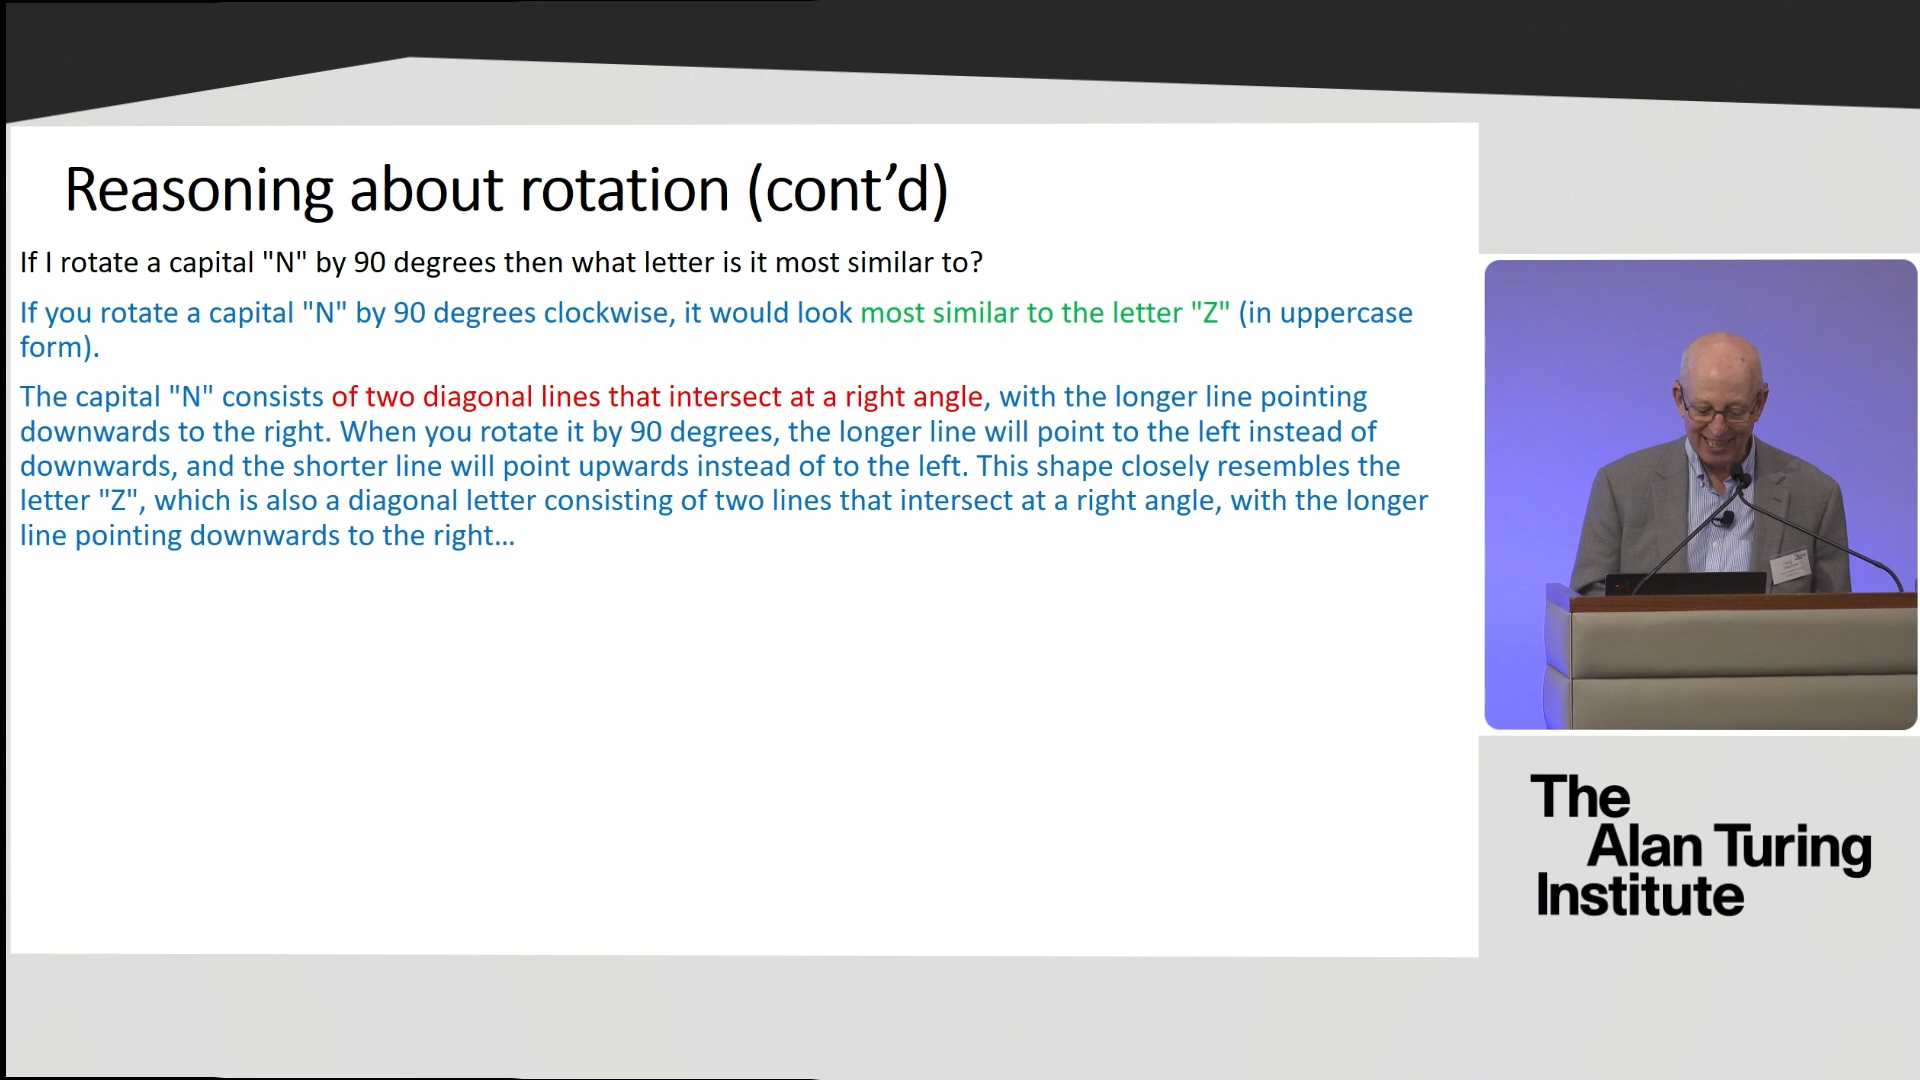 Reasoning about rotation (cont’d)
If I rotate a capital "N" by 90 degrees then what letter is it most similar to?
If you rotate a capital "N" by 90 degrees clockwise, it would look most similar to the letter "Z" (in uppercase
form).
The capital "N" consists of two diagonal lines that intersect at a right angle, with the longer line pointing
downwards to the right. When you rotate it by 90 degrees, the longer line will point to the left instead of
downwards, and the shorter line will point upwards instead of to the left. This shape closely resembles the
letter "Z", which is also a diagonal letter consisting of two lines that intersect at a right angle, with the longer
line pointing downwards to the right...
The
Alan Turing
Institute